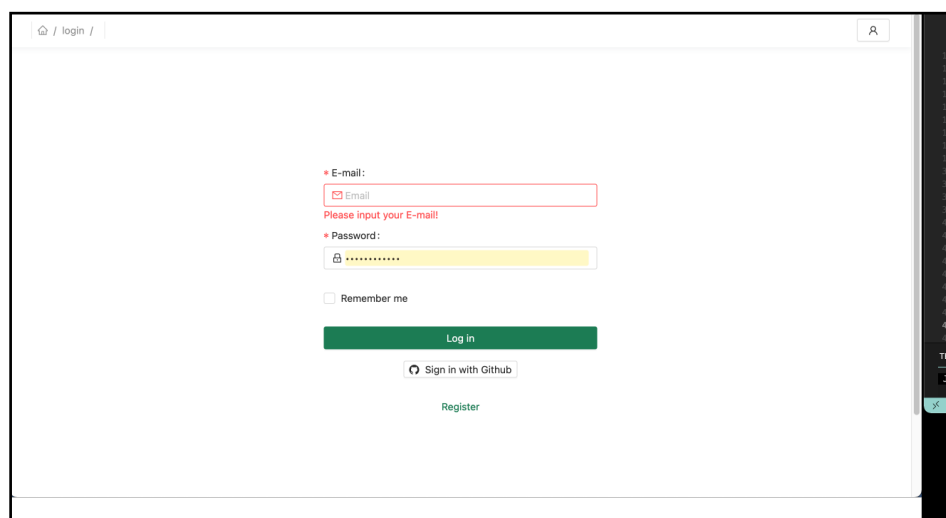 / login /
* E-mail:
Email
Please input your E-mail!
* Password:
••••••••••••
Remember me
Log in
Sign in with Github
Register